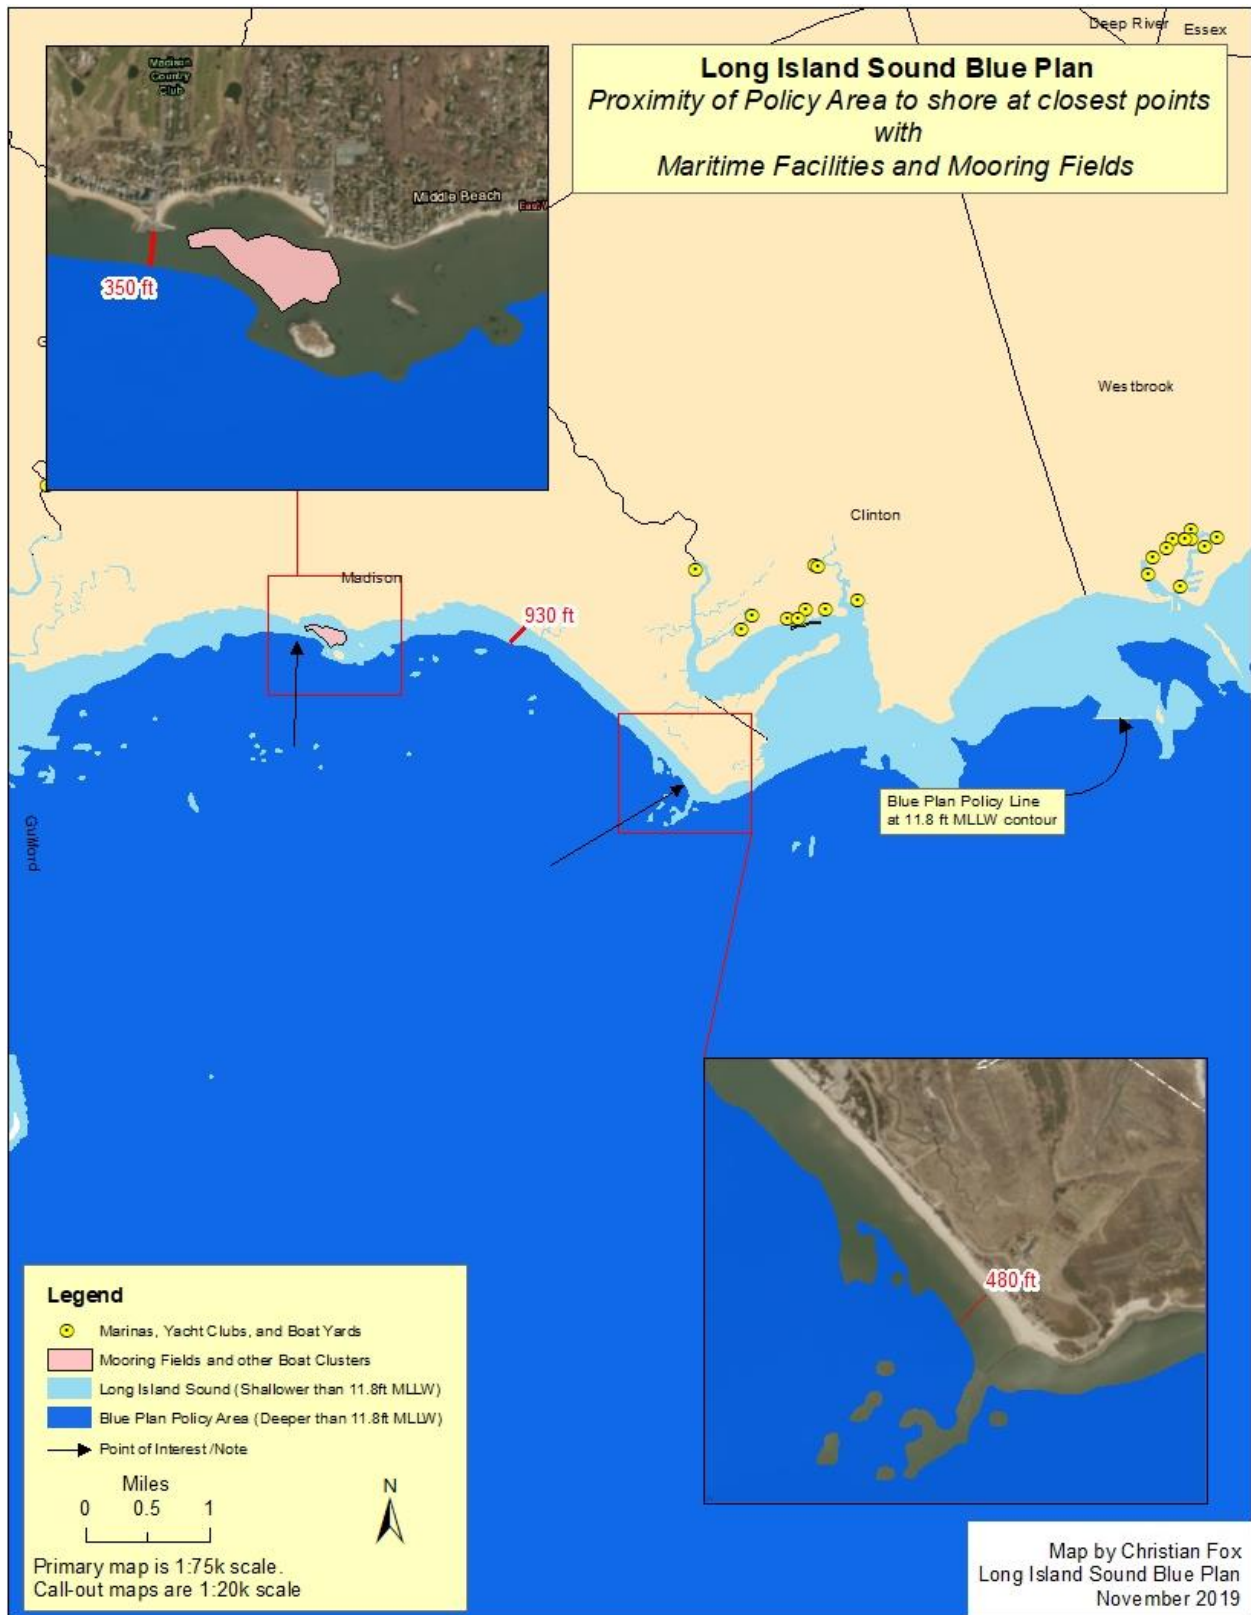 Deep River
Essex
Long Island Sound Blue Plan
Proximity of Policy Area to shore at closest points
with
Maritime Facilities and Mooring Fields
Madison
Country
Club
Middle Beach
350 ft
Westbrook
Clinton
Madison
930 ft
Blue Plan Policy Line
at 11.8 ft MLLW contour
Guilford
480 ft
Legend
Marinas, Yacht Clubs, and Boat Yards
Mooring Fields and other Boat Clusters
Long Island Sound (Shallower than 11.8ft MLLW)
Blue Plan Policy Area (Deeper than 11.8ft MLLW)
Point of Interest /Note
Miles
0 0.5 1
N
Primary map is 1:75k scale.
Call-out maps are 1:20k scale
Map by Christian Fox
Long Island Sound Blue Plan
November 2019